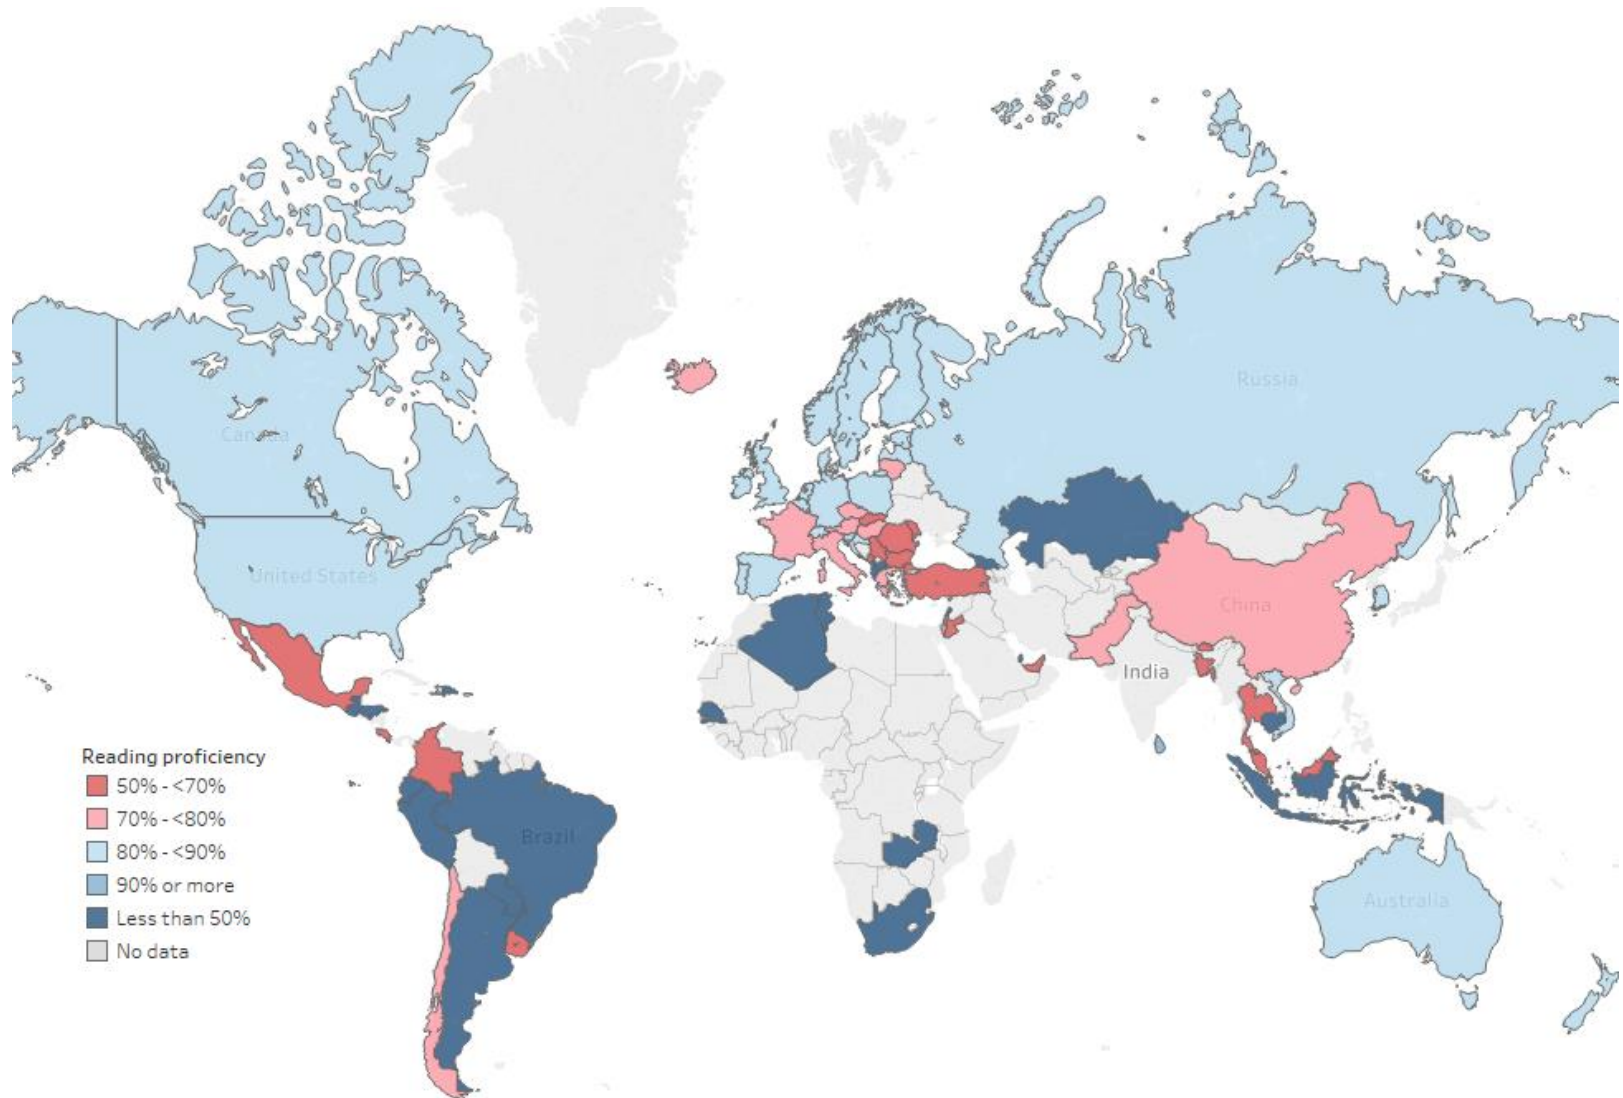 Russia
Canada
United States
China
India
Reading proficiency
50% - <70%
70% - <80%
80% - <90%
90% or more
Less than 50%
No data
Brazil
Australia